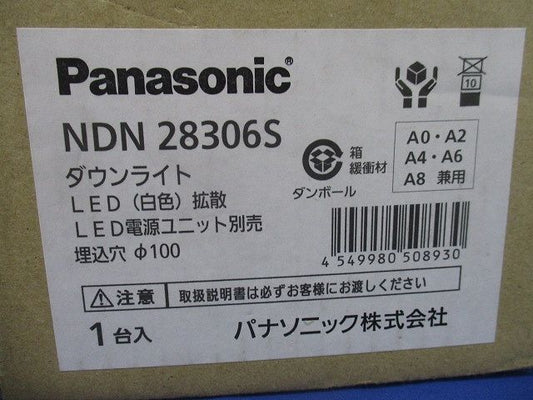 Panasonic®
NDN 28306S
ダウンライト
LED（白色）拡散
LED電源ユニット別売
埋込穴 φ100
10
箱
緩衝材
ダンボール
A0・A2
A4・A6
A8 兼用
4 549980 508930
注意
取扱説明書は必ずお客様にお渡しください
1台入
パナソニック株式会社